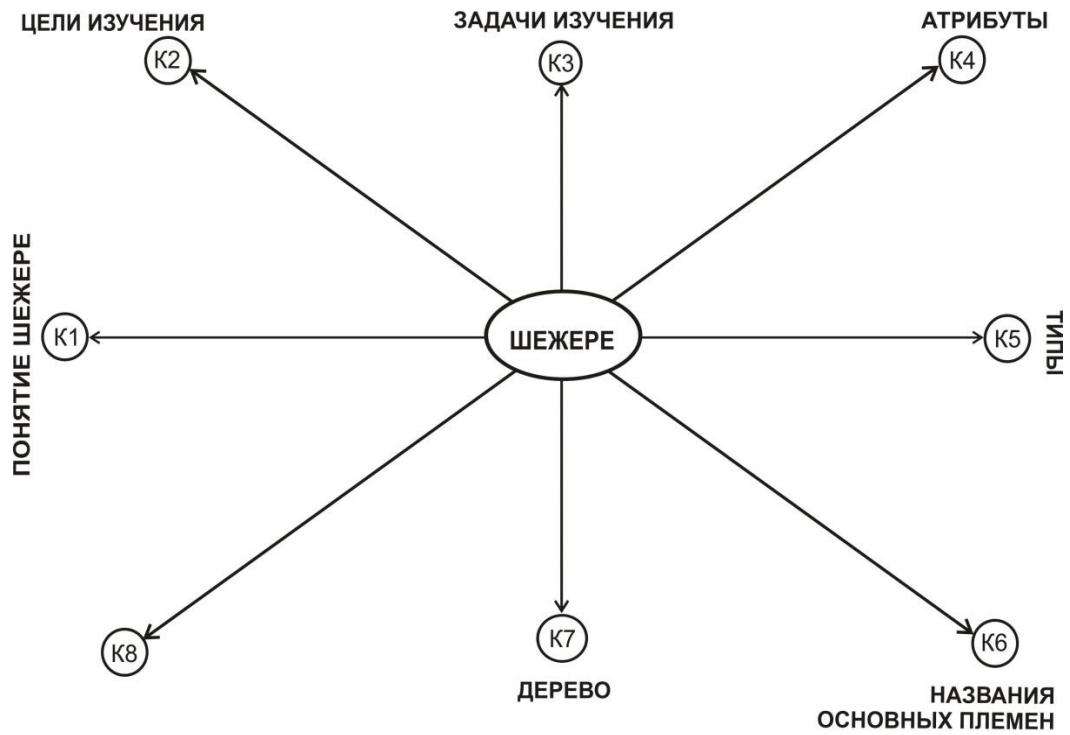 ЦЕЛИ ИЗУЧЕНИЯ
ЗАДАЧИ ИЗУЧЕНИЯ
АТРИБУТЫ
К2
К3
К4
ПОНЯТИЕ ШЕЖЕРЕ
К1
ШЕЖЕРЕ
К5
ТИПЫ
К8
К7
К6
ДЕРЕВО
НАЗВАНИЯ
ОСНОВНЫХ ПЛЕМЕН